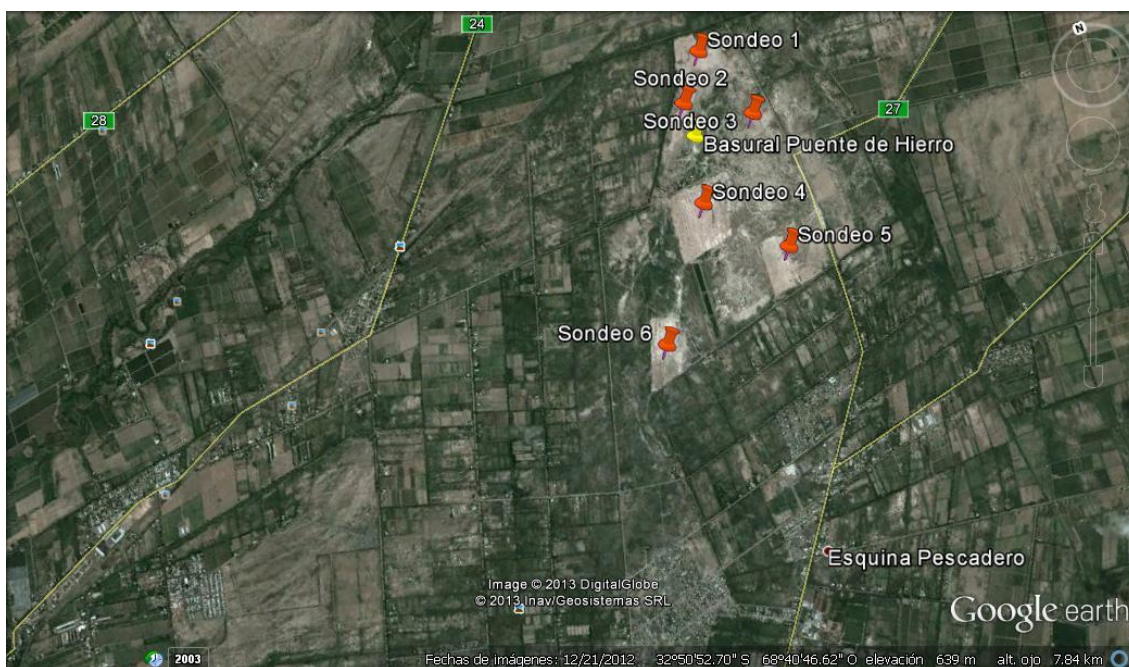 24
Sondeo 1
N
Sondeo 2
28
27
Sondeo 3
Basural Puente de Hierro
Sondeo 4
Sondeo 5
Sondeo 6
Esquina Pescadero
Image © 2013 DigitalGlobe
© 2013 Inav/Geosistemas SRL
Google earth
2003
Fechas de imágenes: 12/21/2012 32°50'52.70" S 68°40'46.62" O elevación 639 m alt. ojo 7.84 km